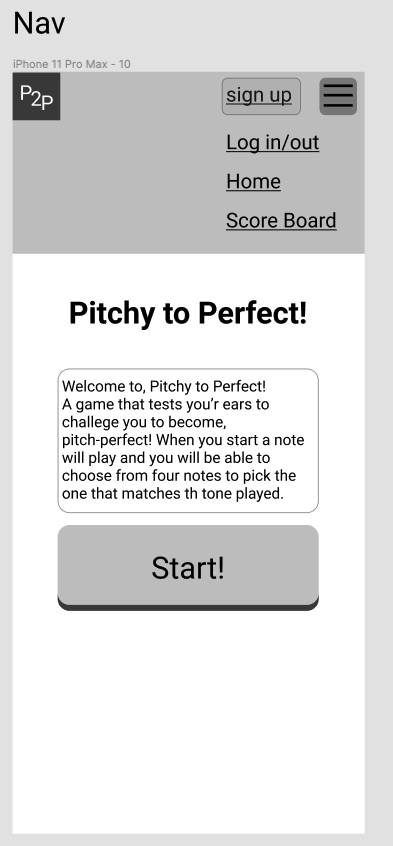 Nav
iPhone 11 Pro Max - 10
P2P
sign up
Log in/out
Home
Score Board
Pitchy to Perfect!
Welcome to, Pitchy to Perfect!
A game that tests you’r ears to
challege you to become,
pitch-perfect! When you start a note
will play and you will be able to
choose from four notes to pick the
one that matches th tone played.
Start!